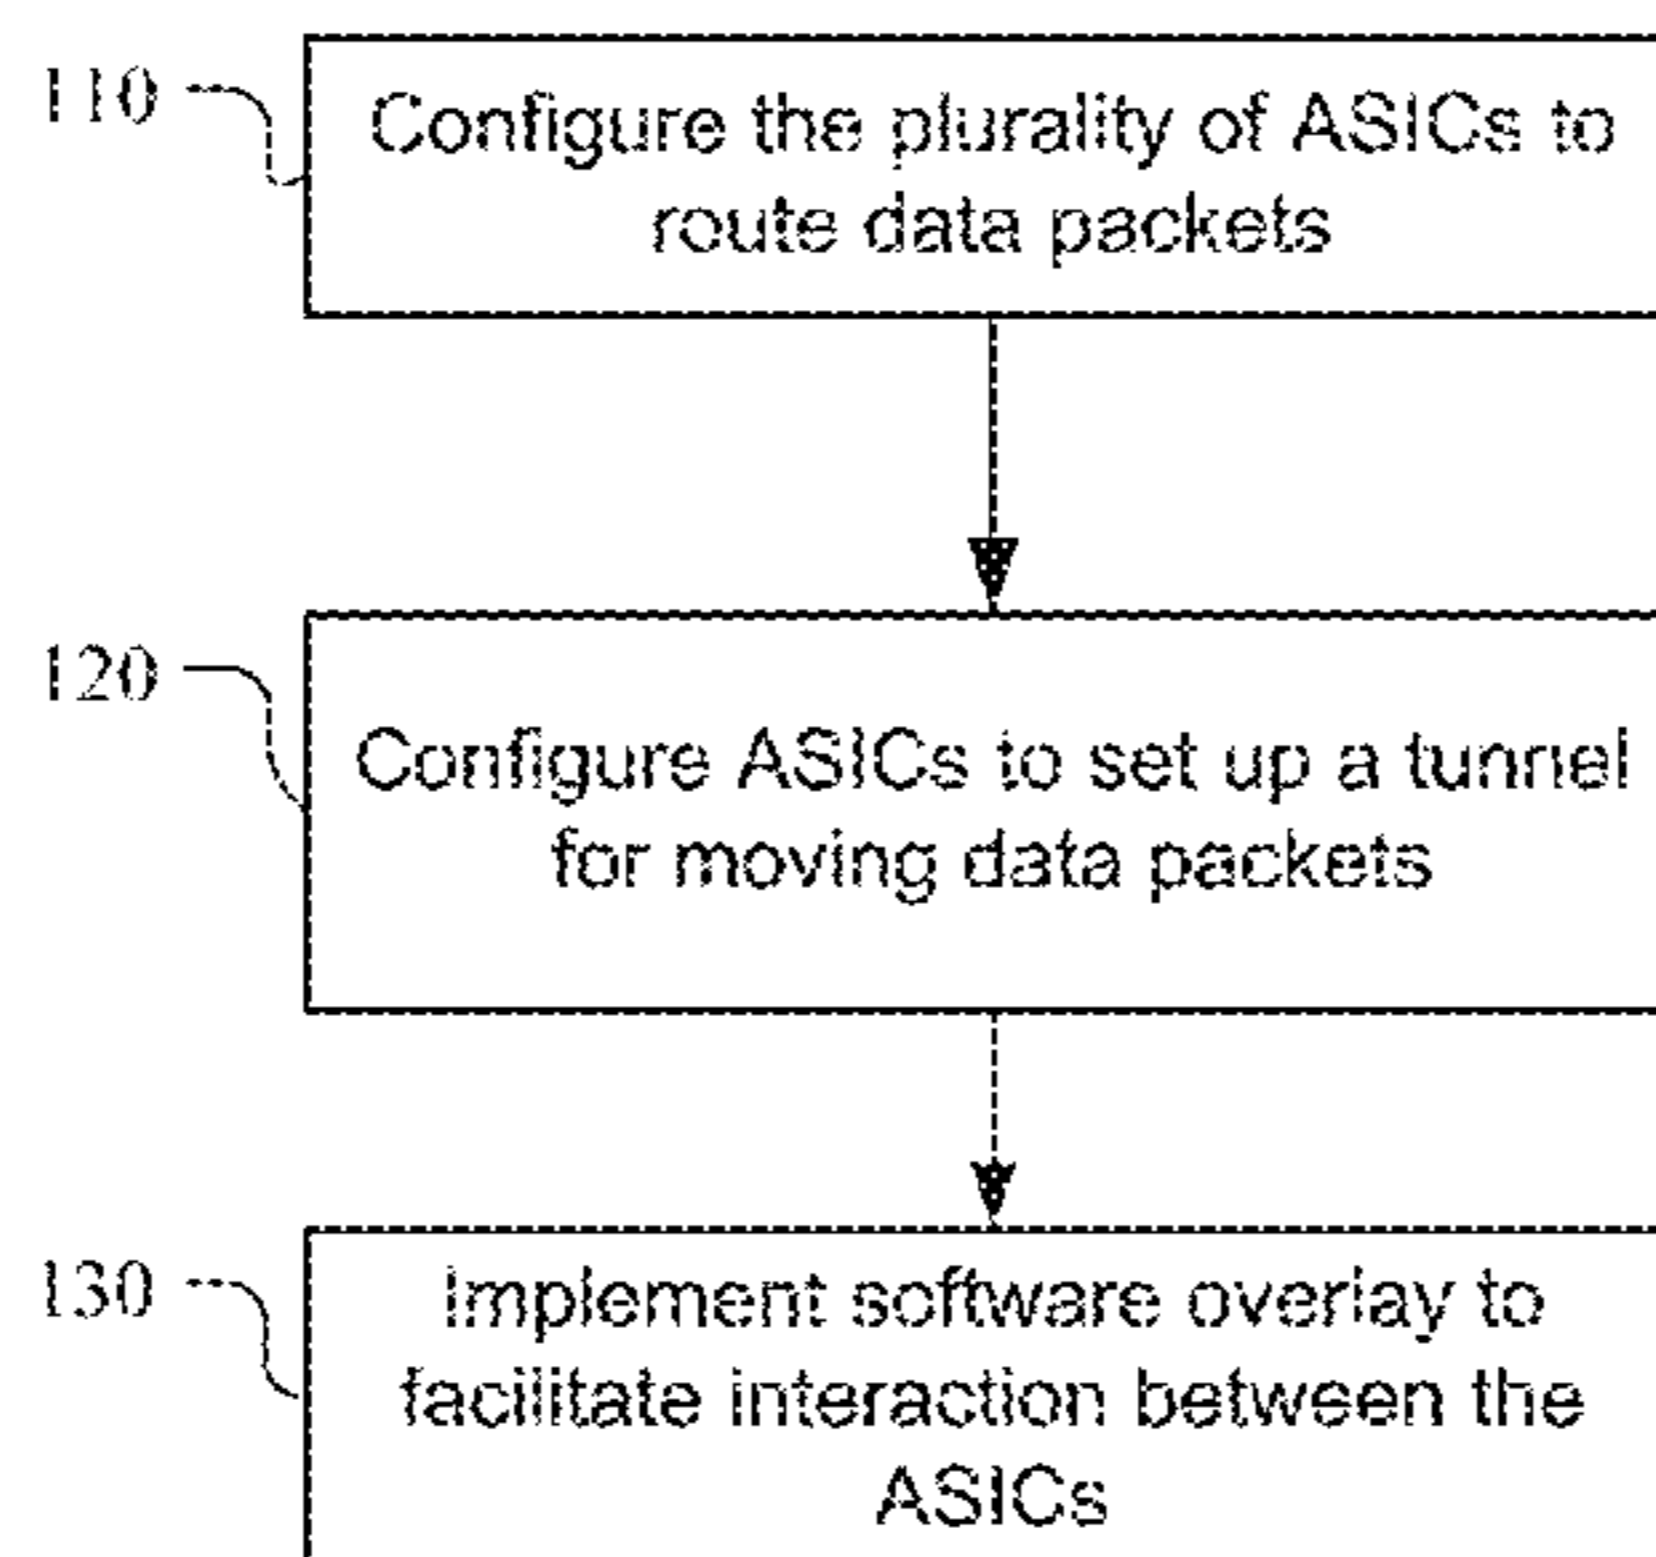 110
Configure the plurality of ASICs to
route data packets
120
Configure ASICs to set up a tunnel
for moving data packets
130
Implement software overlay to
facilitate interaction between the
ASICs